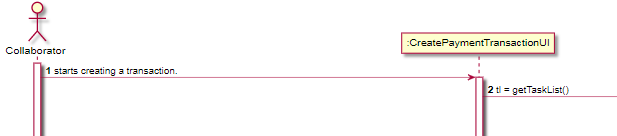 Collaborator
:CreatePaymentTransactionUI
1 starts creating a transaction.
2 tl = getTaskList()